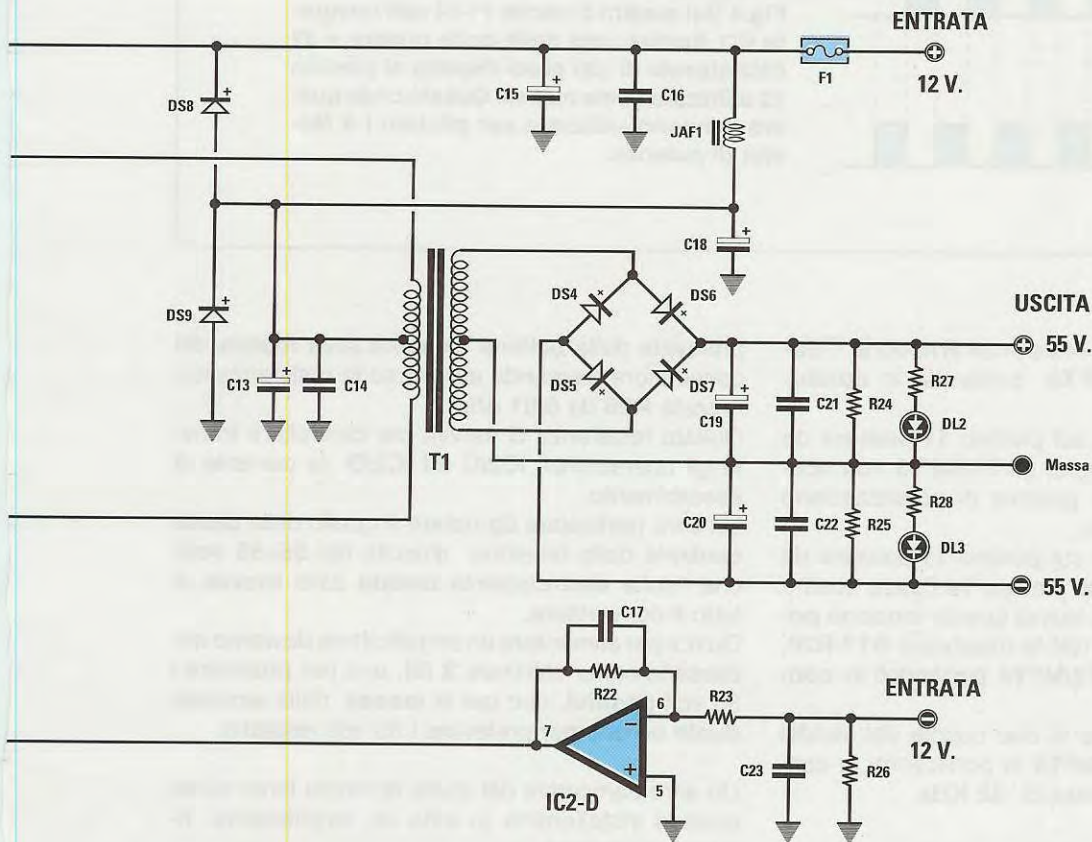 ENTRATA
12 V.
F1
C15
C16
JAF1
DS8
C18
DS4
DS6
USCITA
55 V.
DS9
C13
C14
DS5
DS7
C19
C21
R24
R27
DL2
T1
Massa
C20
C22
R25
R28
DL3
55 V.
C17
R22
7
6
5
IC2-D
R23
ENTRATA
12 V.
C23
R26